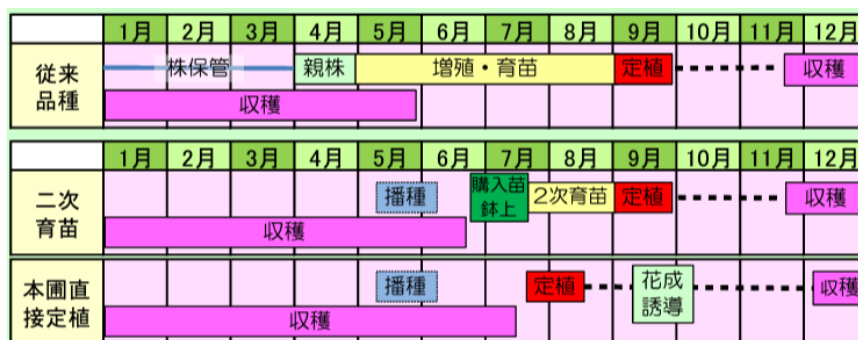 1月 2月 3月 4月 5月 6月 7月 8月 9月 10月 11月 12月
従来
品種
株保管 親株 増殖・育苗 定植 収穫
収穫
1月 2月 3月 4月 5月 6月 7月 8月 9月 10月 11月 12月
二次
育苗
播種 購入苗
鉢上 2次育苗 定植 収穫
収穫
本圃直
接定植
播種 定植 花成
誘導 収穫
収穫